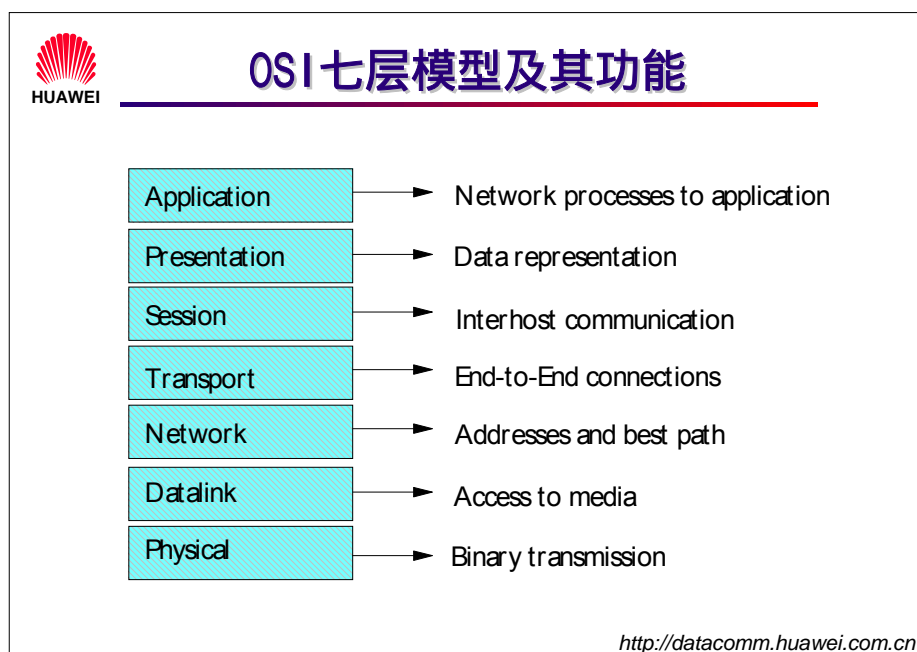 OSI七层模型及其功能
HUAWEI
Application
Network processes to application
Presentation
Data representation
Session
Interhost communication
Transport
End-to-End connections
Network
Addresses and best path
Datalink
Access to media
Physical
Binary transmission
http://datacomm.huawei.com.cn